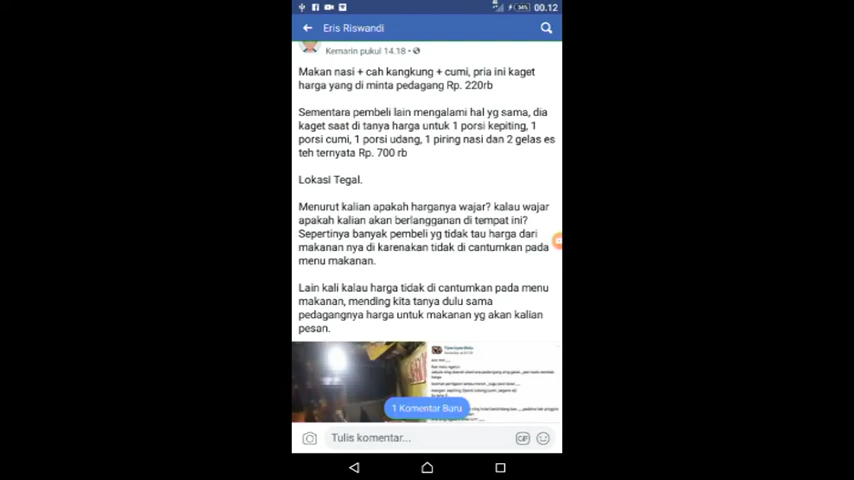 34% 00.12
Eris Riswandi
Kemarin pukul 14.18 •
Makan nasi + cah kangkung + cumi, pria ini kaget
harga yang di minta pedagang Rp. 220rb
Sementara pembeli lain mengalami hal yg sama, dia
kaget saat di tanya harga untuk 1 porsi kepiting, 1
porsi cumi, 1 porsi udang, 1 piring nasi dan 2 gelas es
teh ternyata Rp. 700 rb
Lokasi Tegal.
Menurut kalian apakah harganya wajar? kalau wajar
apakah kalian akan berlangganan di tempat ini?
Sepertinya banyak pembeli yg tidak tau harga dari
makanan nya di karenakan tidak di cantumkan pada
menu makanan.
Lain kali kalau harga tidak di cantumkan pada menu
makanan, mending kita tanya dulu sama
pedagangnya harga untuk makanan yg akan kalian
pesan.
1 Komentar Baru
Tulis komentar...
GIF